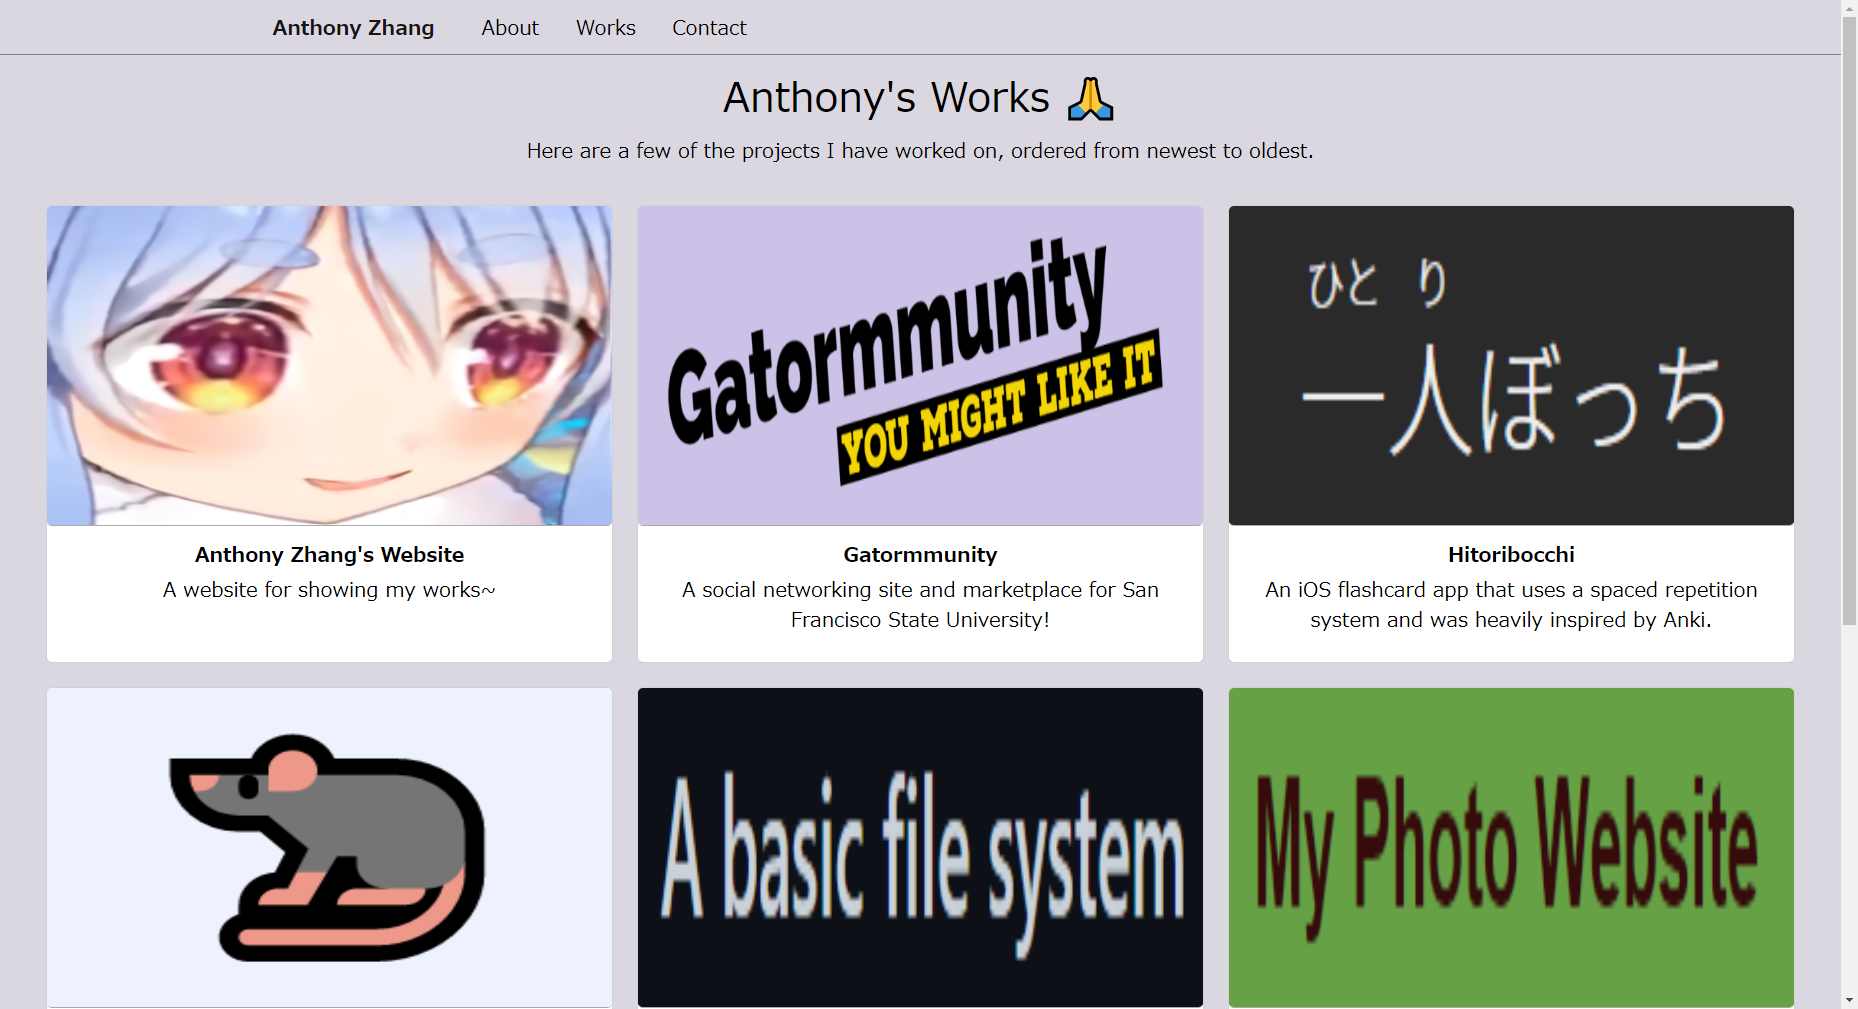 Anthony Zhang About Works Contact
Anthony's Works 🙏
Here are a few of the projects I have worked on, ordered from newest to oldest.
Anthony Zhang's Website
A website for showing my works~
Gatormmunity
YOU MIGHT LIKE IT
Gatormmunity
A social networking site and marketplace for San
Francisco State University!
ひとり
一人ぼっち
Hitoribocchi
An iOS flashcard app that uses a spaced repetition
system and was heavily inspired by Anki.
A basic file system
My Photo Website